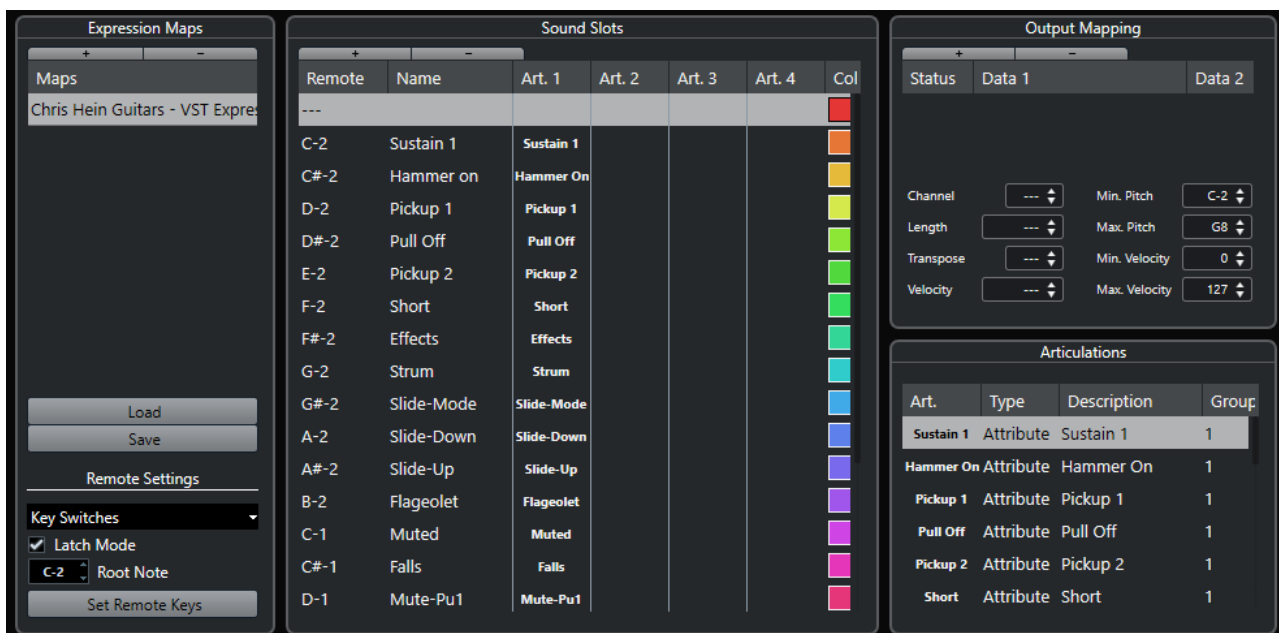 Expression Maps
+ -
Maps
Chris Hein Guitars - VST Expres
Load
Save
Remote Settings
Key Switches
Latch Mode
C-2 Root Note
Set Remote Keys
Sound Slots
+ -
Remote Name Art. 1 Art. 2 Art. 3 Art. 4 Col
---
C-2 Sustain 1 Sustain 1
C#-2 Hammer on Hammer On
D-2 Pickup 1 Pickup 1
D#-2 Pull Off Pull Off
E-2 Pickup 2 Pickup 2
F-2 Short Short
F#-2 Effects Effects
G-2 Strum Strum
G#-2 Slide-Mode Slide-Mode
A-2 Slide-Down Slide-Down
A#-2 Slide-Up Slide-Up
B-2 Flageolet Flageolet
C-1 Muted Muted
C#-1 Falls Falls
D-1 Mute-Pu1 Mute-Pu1
Output Mapping
+ -
Status Data 1 Data 2
Channel --- Min. Pitch C-2
Length --- Max. Pitch G8
Transpose --- Min. Velocity 0
Velocity --- Max. Velocity 127
Articulations
Art. Type Description Group
Sustain 1 Attribute Sustain 1 1
Hammer On Attribute Hammer On 1
Pickup 1 Attribute Pickup 1 1
Pull Off Attribute Pull Off 1
Pickup 2 Attribute Pickup 2 1
Short Attribute Short 1